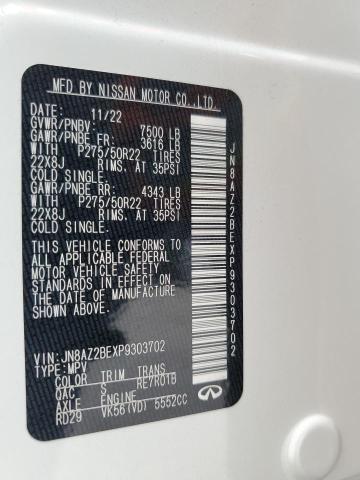 MFD BY NISSAN MOTOR CO.,LTD.
DATE: 11/22
GVWR/PNBV: 7500 LB
GAWR/PNBE FR: 3616 LB
WITH P275/50R22 TIRES
22X8J RIMS, AT 35PSI
COLD SINGLE.
GAWR/PNBE RR: 4343 LB
WITH P275/50R22 TIRES
22X8J RIMS, AT 35PSI
COLD SINGLE.
THIS VEHICLE CONFORMS TO
ALL APPLICABLE FEDERAL
MOTOR VEHICLE SAFETY
STANDARDS IN EFFECT ON
THE DATE OF MANUFACTURE
SHOWN ABOVE.
VIN: JN8AZ2BEXP9303702
TYPE: MPV
COLOR TRIM TRANS
QAC S RE7R01B
AXLE ENGINE
RD29 VK56(VD) 5552CC
JN8AZ2BEXP9303702
INFINITI